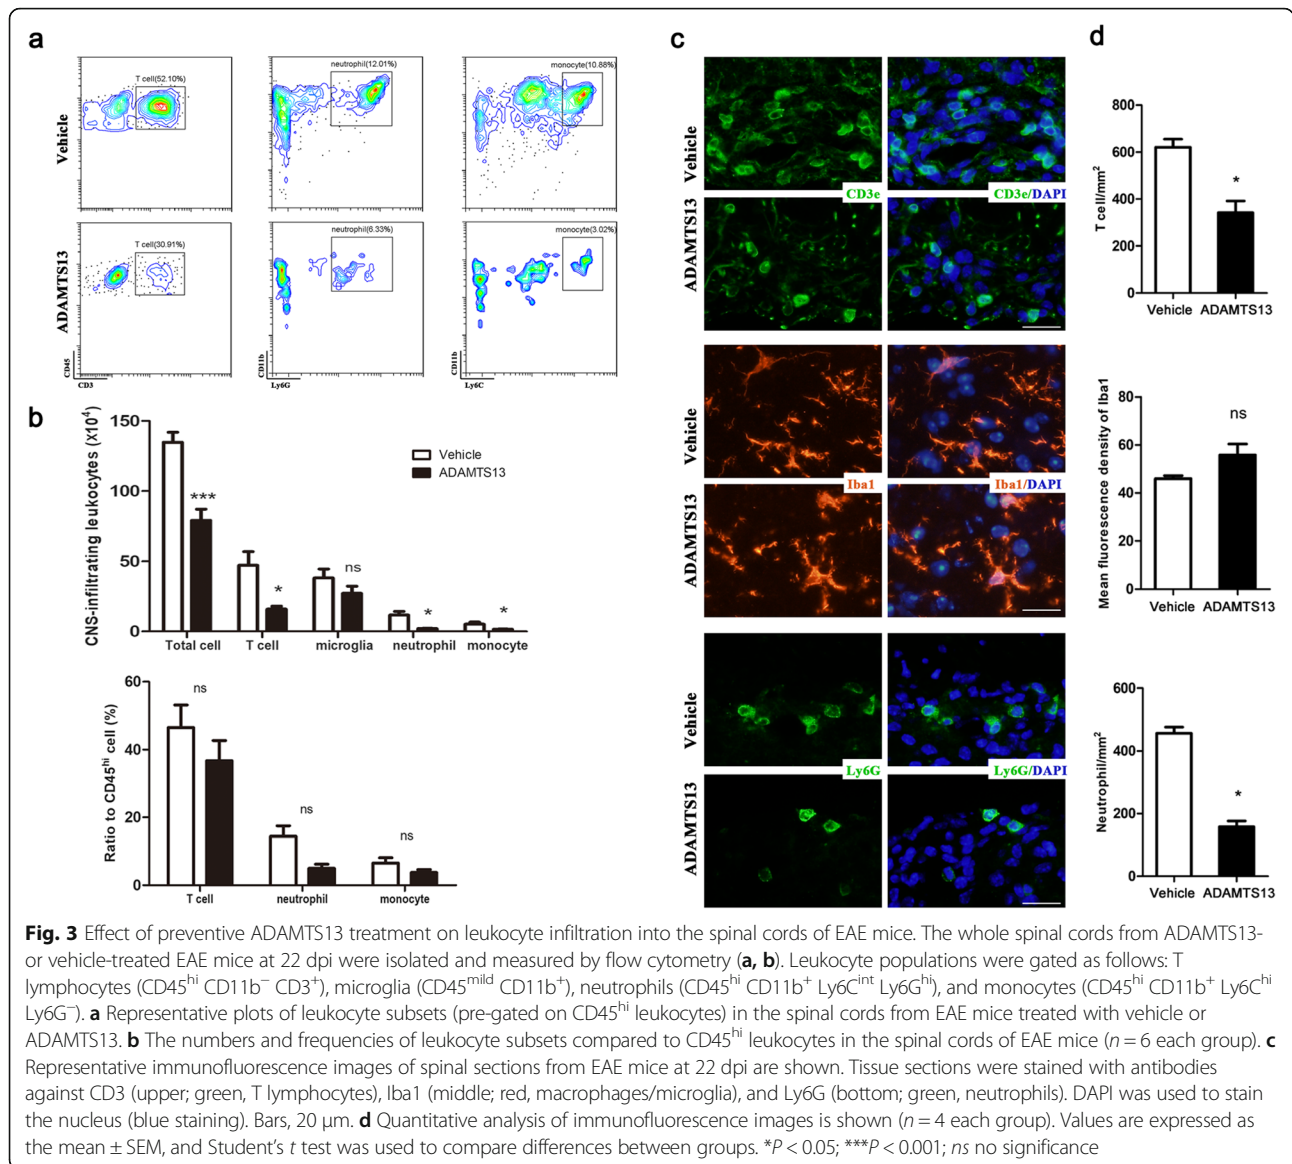 a
T cell(52.10%)
neutrophil(12.01%)
monocyte(10.88%)
Vehicle
T cell(30.91%)
neutrophil(6.33%)
monocyte(3.02%)
ADAMTS13
CD45
CD3
CD11b
Ly6G
CD11b
Ly6C
b
CNS-infiltrating leukocytes (x10⁴)
150
100
50
0
Vehicle
ADAMTS13
***
*
ns
*
*
Total cell
T cell
microglia
neutrophil
monocyte
Ratio to CD45ʰⁱ cell (%)
60
40
20
0
ns
ns
ns
T cell
neutrophil
monocyte
c
Vehicle
CD3e
CD3e/DAPI
ADAMTS13
Vehicle
Iba1
Iba1/DAPI
ADAMTS13
Vehicle
Ly6G
Ly6G/DAPI
ADAMTS13
d
T cell/mm²
800
600
400
200
0
*
Vehicle
ADAMTS13
Mean fluorescence density of Iba1
80
60
40
20
0
ns
Vehicle
ADAMTS13
Neutrophil/mm²
600
400
200
0
*
Vehicle
ADAMTS13
Fig. 3 Effect of preventive ADAMTS13 treatment on leukocyte infiltration into the spinal cords of EAE mice. The whole spinal cords from ADAMTS13-
or vehicle-treated EAE mice at 22 dpi were isolated and measured by flow cytometry (a, b). Leukocyte populations were gated as follows: T
lymphocytes (CD45ʰⁱ CD11b⁻ CD3⁺), microglia (CD45ᵐⁱˡᵈ CD11b⁺), neutrophils (CD45ʰⁱ CD11b⁺ Ly6Cⁱⁿᵗ Ly6Gʰⁱ), and monocytes (CD45ʰⁱ CD11b⁺ Ly6Cʰⁱ
Ly6G⁻). a Representative plots of leukocyte subsets (pre-gated on CD45ʰⁱ leukocytes) in the spinal cords from EAE mice treated with vehicle or
ADAMTS13. b The numbers and frequencies of leukocyte subsets compared to CD45ʰⁱ leukocytes in the spinal cords of EAE mice (n = 6 each group). c
Representative immunofluorescence images of spinal sections from EAE mice at 22 dpi are shown. Tissue sections were stained with antibodies
against CD3 (upper; green, T lymphocytes), Iba1 (middle; red, macrophages/microglia), and Ly6G (bottom; green, neutrophils). DAPI was used to stain
the nucleus (blue staining). Bars, 20 μm. d Quantitative analysis of immunofluorescence images is shown (n = 4 each group). Values are expressed as
the mean ± SEM, and Student's t test was used to compare differences between groups. *P < 0.05; ***P < 0.001; ns no significance